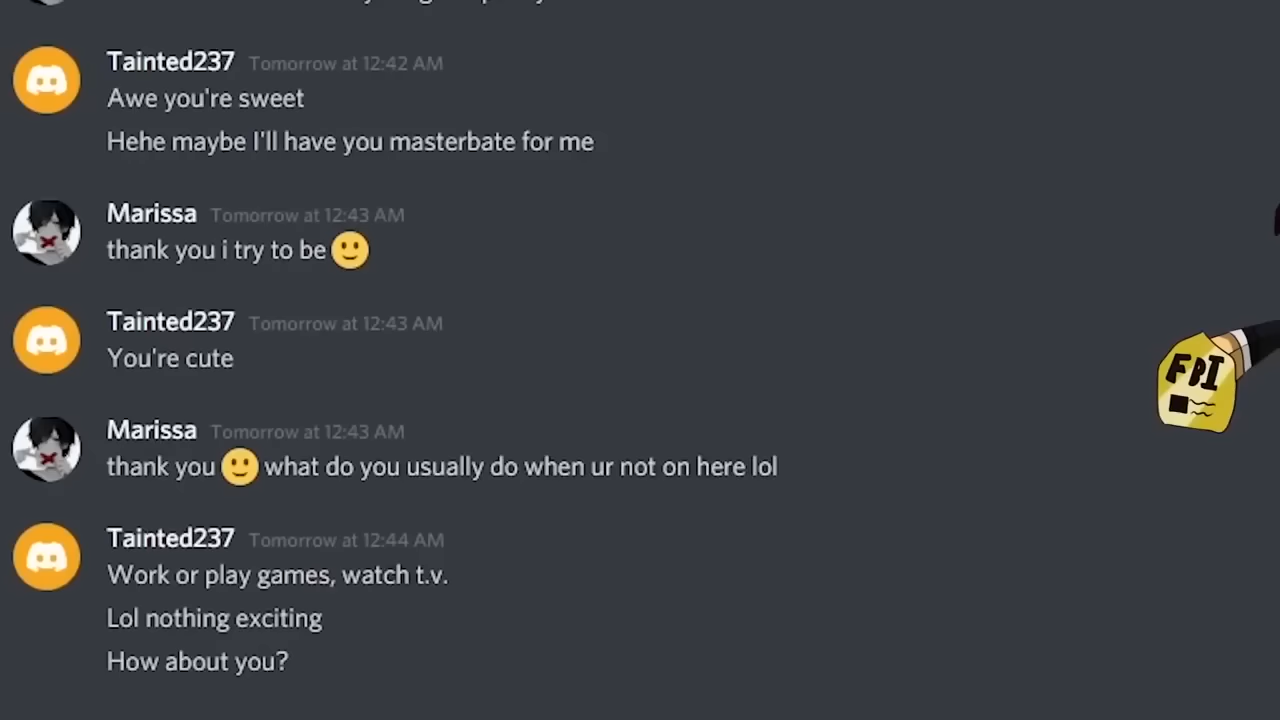 Tainted237 Tomorrow at 12:42 AM
Awe you're sweet
Hehe maybe I'll have you masterbate for me
Marissa Tomorrow at 12:43 AM
thank you i try to be 🙂
Tainted237 Tomorrow at 12:43 AM
You're cute
Marissa Tomorrow at 12:43 AM
thank you 🙂 what do you usually do when ur not on here lol
Tainted237 Tomorrow at 12:44 AM
Work or play games, watch t.v.
Lol nothing exciting
How about you?
FBI